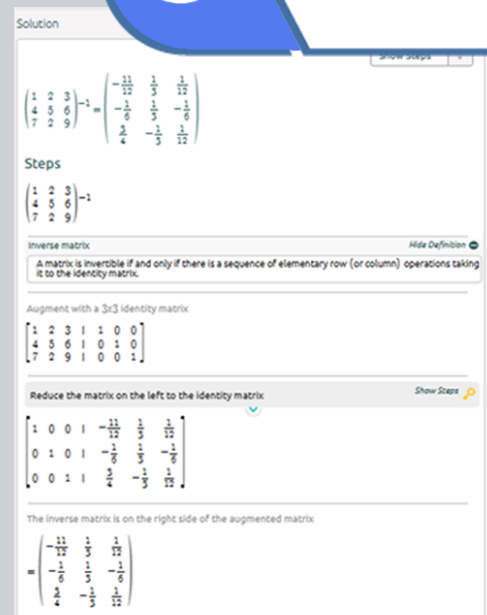 Solution
Show Steps
1 2 3
4 5 6
7 2 9
-1 =
-11/12 1/3 1/12
-1/6 1/3 -1/6
3/4 -1/3 1/12
Steps
1 2 3
4 5 6
7 2 9
-1
Inverse matrix
Hide Definition
A matrix is invertible if and only if there is a sequence of elementary row (or column) operations taking
it to the identity matrix.
Augment with a 3x3 identity matrix
1 2 3 | 1 0 0
4 5 6 | 0 1 0
7 2 9 | 0 0 1
Reduce the matrix on the left to the identity matrix
Show Steps
1 0 0 | -11/12 1/3 1/12
0 1 0 | -1/6 1/3 -1/6
0 0 1 | 3/4 -1/3 1/12
The inverse matrix is on the right side of the augmented matrix
=
-11/12 1/3 1/12
-1/6 1/3 -1/6
3/4 -1/3 1/12